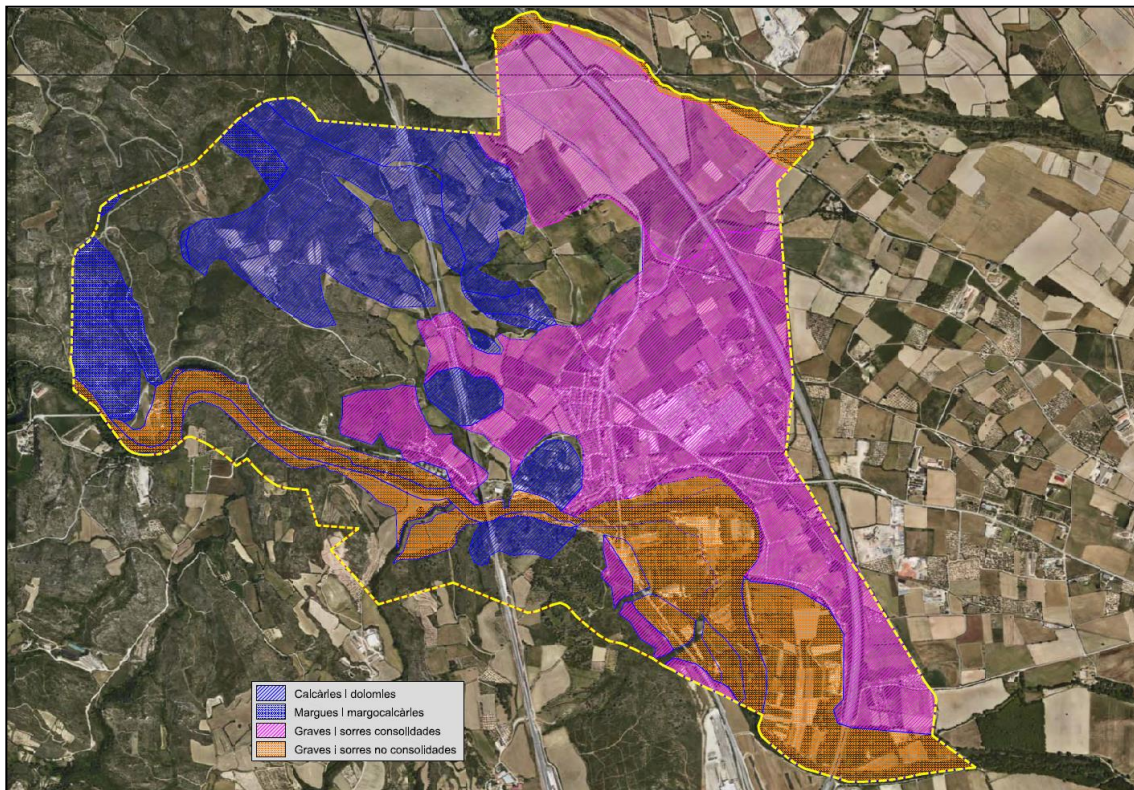 Calcàries i dolomies
Margues i margocalcàries
Graves i sorres consolidades
Graves i sorres no consolidades